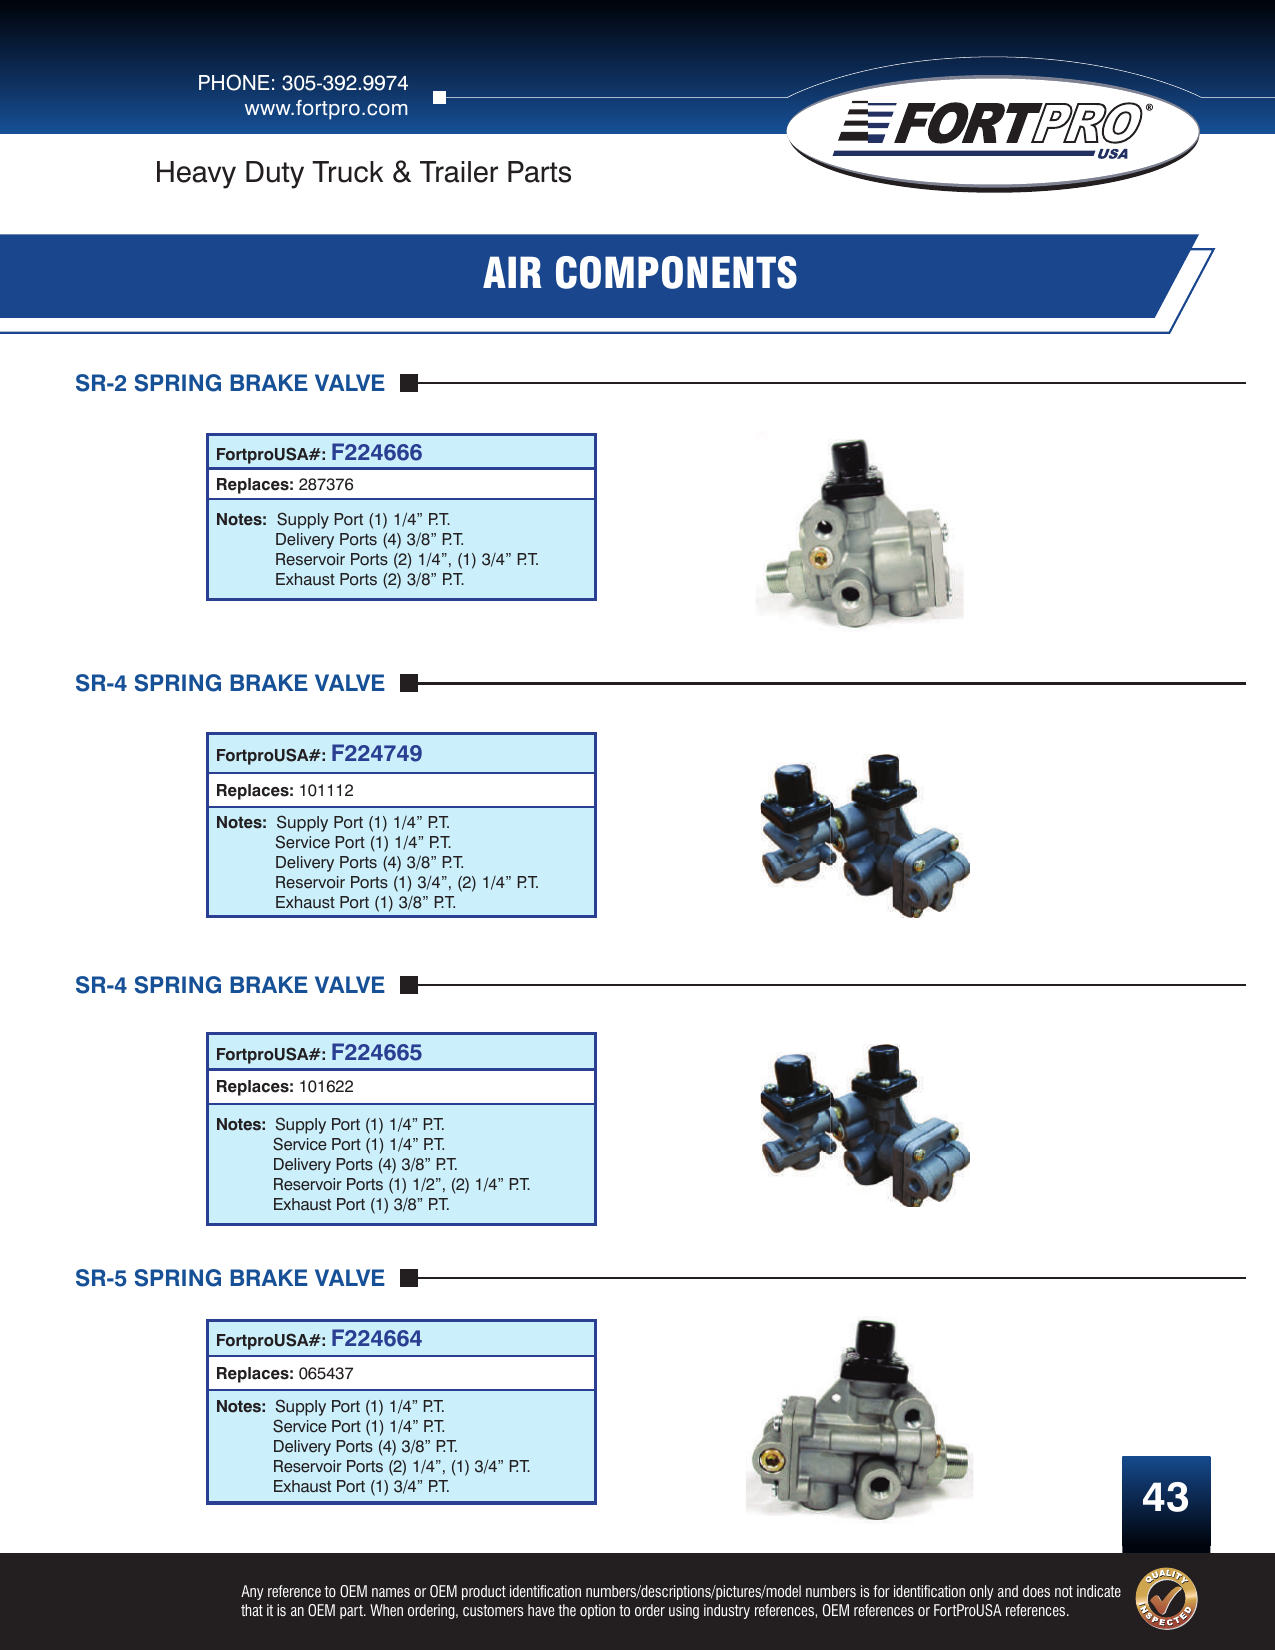 PHONE: 305-392.9974
www.fortpro.com
FORTPRO®
USA
Heavy Duty Truck & Trailer Parts
AIR COMPONENTS
SR-2 SPRING BRAKE VALVE
FortproUSA#: F224666
Replaces: 287376
Notes: Supply Port (1) 1/4” P.T.
Delivery Ports (4) 3/8” P.T.
Reservoir Ports (2) 1/4”, (1) 3/4” P.T.
Exhaust Ports (2) 3/8” P.T.
SR-4 SPRING BRAKE VALVE
FortproUSA#: F224749
Replaces: 101112
Notes: Supply Port (1) 1/4” P.T.
Service Port (1) 1/4” P.T.
Delivery Ports (4) 3/8” P.T.
Reservoir Ports (1) 3/4”, (2) 1/4” P.T.
Exhaust Port (1) 3/8” P.T.
SR-4 SPRING BRAKE VALVE
FortproUSA#: F224665
Replaces: 101622
Notes: Supply Port (1) 1/4” P.T.
Service Port (1) 1/4” P.T.
Delivery Ports (4) 3/8” P.T.
Reservoir Ports (1) 1/2”, (2) 1/4” P.T.
Exhaust Port (1) 3/8” P.T.
SR-5 SPRING BRAKE VALVE
FortproUSA#: F224664
Replaces: 065437
Notes: Supply Port (1) 1/4” P.T.
Service Port (1) 1/4” P.T.
Delivery Ports (4) 3/8” P.T.
Reservoir Ports (2) 1/4”, (1) 3/4” P.T.
Exhaust Port (1) 3/4” P.T.
43
Any reference to OEM names or OEM product identification numbers/descriptions/pictures/model numbers is for identification only and does not indicate
that it is an OEM part. When ordering, customers have the option to order using industry references, OEM references or FortProUSA references.
QUALITY
INSPECTED